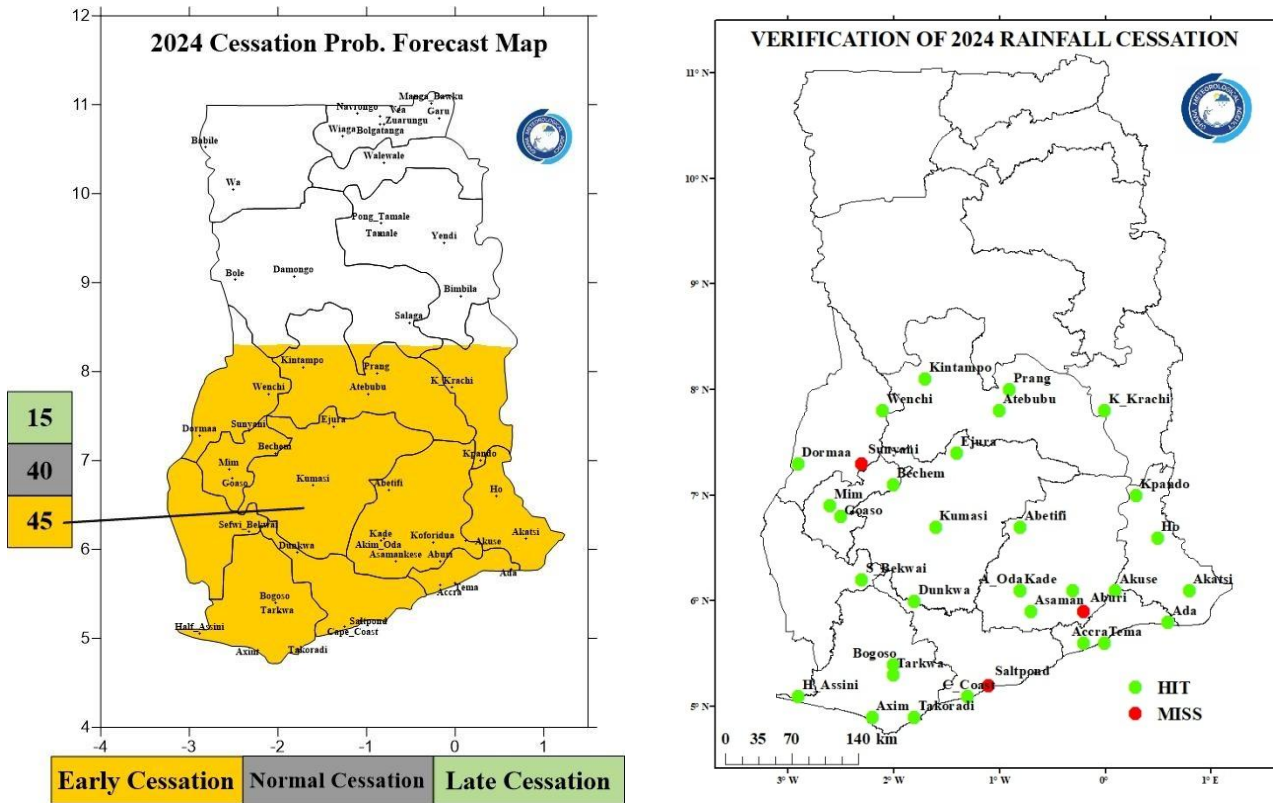 2024 Cessation Prob. Forecast Map
12
11
10
9
8
7
6
5
4
-4
-3
-2
-1
0
1
Manga_Bawku
Navrongo
Vea
Garu
Zuarungu
Wiaga
Bolgatanga
Babile
Walewale
Wa
Pong_Tamale
Tamale
Yendi
Bole
Damongo
Bimbila
Salaga
Kintampo
Prang
K_Krachi
Wenchi
Atebubu
Dormaa
Sunyani
Ejura
Bechem
Mim
Goaso
Kumasi
Abetifi
Kpando
Ho
Sefwi_Bekwai
Dunkwa
Kade
Akim_Oda
Asamankese
Koforidua
Aburi
Akuse
Akatsi
Ada
Tema
Accra
Bogoso
Tarkwa
Saltpond
Cape_Coast
Half_Assini
Axim
Takoradi
15
40
45
Early Cessation
Normal Cessation
Late Cessation
VERIFICATION OF 2024 RAINFALL CESSATION
11° N
10° N
9° N
8° N
7° N
6° N
5° N
Kintampo
Prang
Wenchi
Atebubu
K_Krachi
Dormaa
Sunyani
Ejura
Bechem
Kpando
Mim
Goaso
Kumasi
Abetifi
Ho
S_Bekwai
Dunkwa
A_Oda
Kade
Akuse
Akatsi
Asaman
Aburi
Ada
Accra
Tema
Bogoso
Tarkwa
Saltpond
H_Assini
C_Coast
Axim
Takoradi
HIT
MISS
0 35 70 140 km
3° W
2° W
1° W
0°
1° E